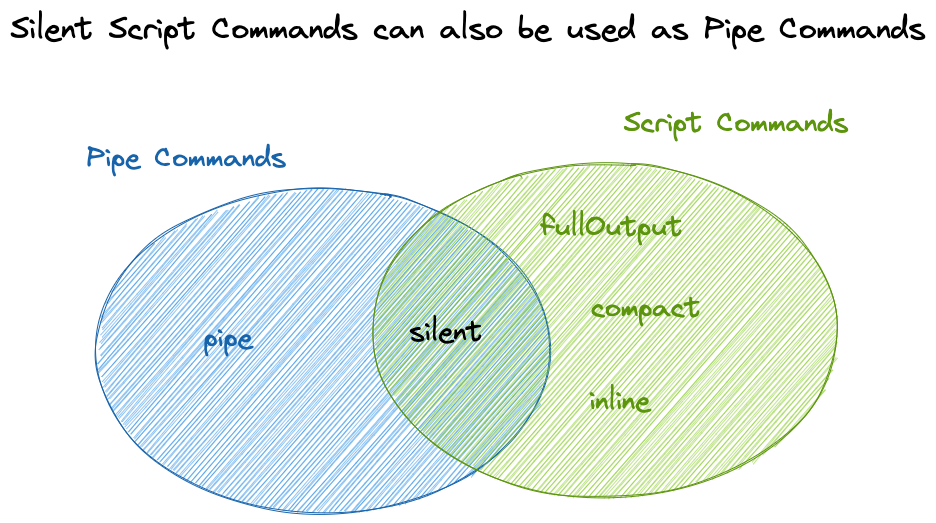 Silent Script Commands can also be used as Pipe Commands
Script Commands
Pipe Commands
fullOutput
compact
silent
pipe
inline